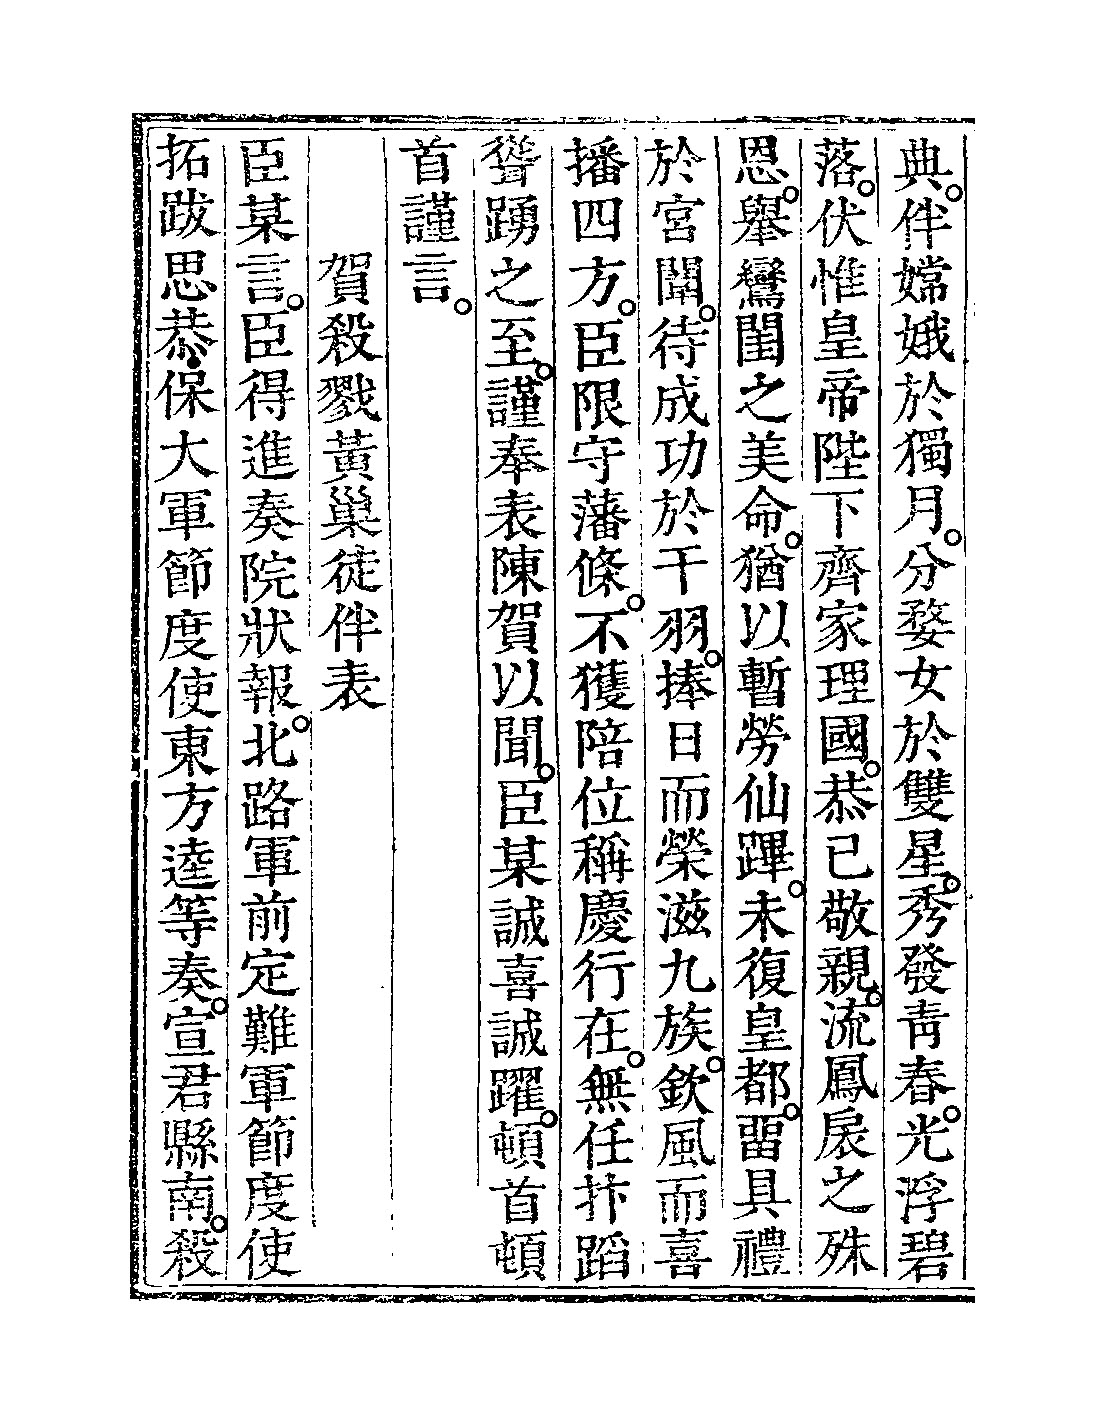 典。伴嫦娥於獨月。分婺女於雙星。秀發靑春。光浮碧
落。伏惟皇帝陛下齊家理國。恭己敬親。流鳳扆之殊
恩。舉鸞閨之美命。猶以暫勞仙蹕。未復皇都。畱具禮
於宮闈。待成功於干羽。捧日而榮滋九族。欽風而喜
播四方。臣限守藩條。不獲陪位稱慶行在。無任抃蹈
聳踴之至。謹奉表陳賀以聞。臣某誠喜誠躍。頓首頓
首謹言。
賀殺戮黃巢徒伴表
臣某言。臣得進奏院狀報。北路軍前定難軍節度使
拓跋思恭。保大軍節度使東方逵等奏。宜君縣南。殺